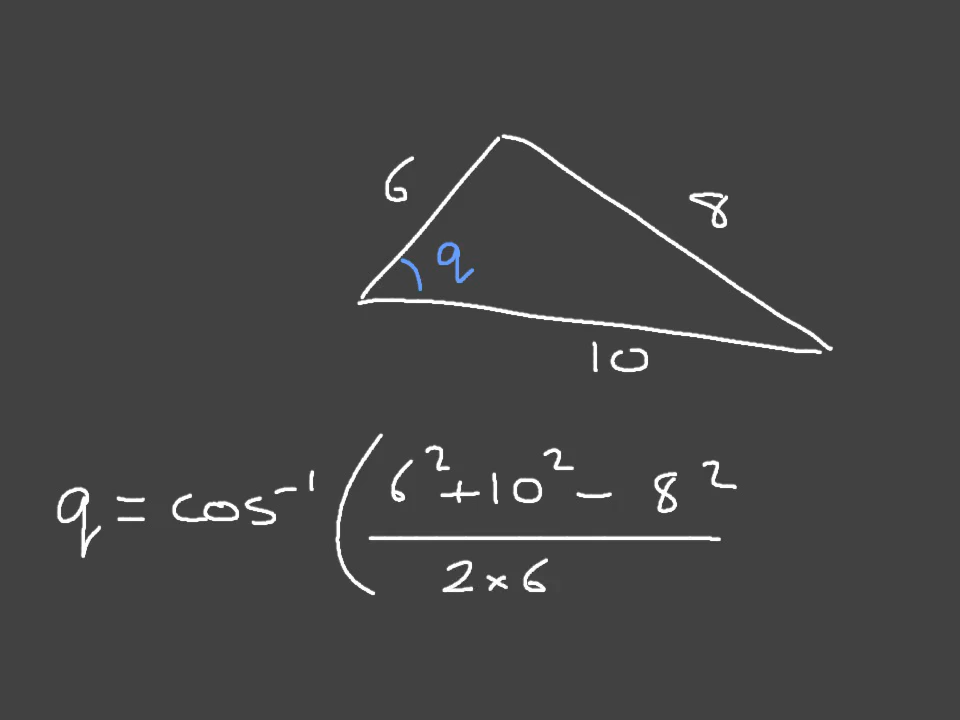 6
8
q
10
q = cos⁻¹ ( 6² + 10² − 8²
2 × 6